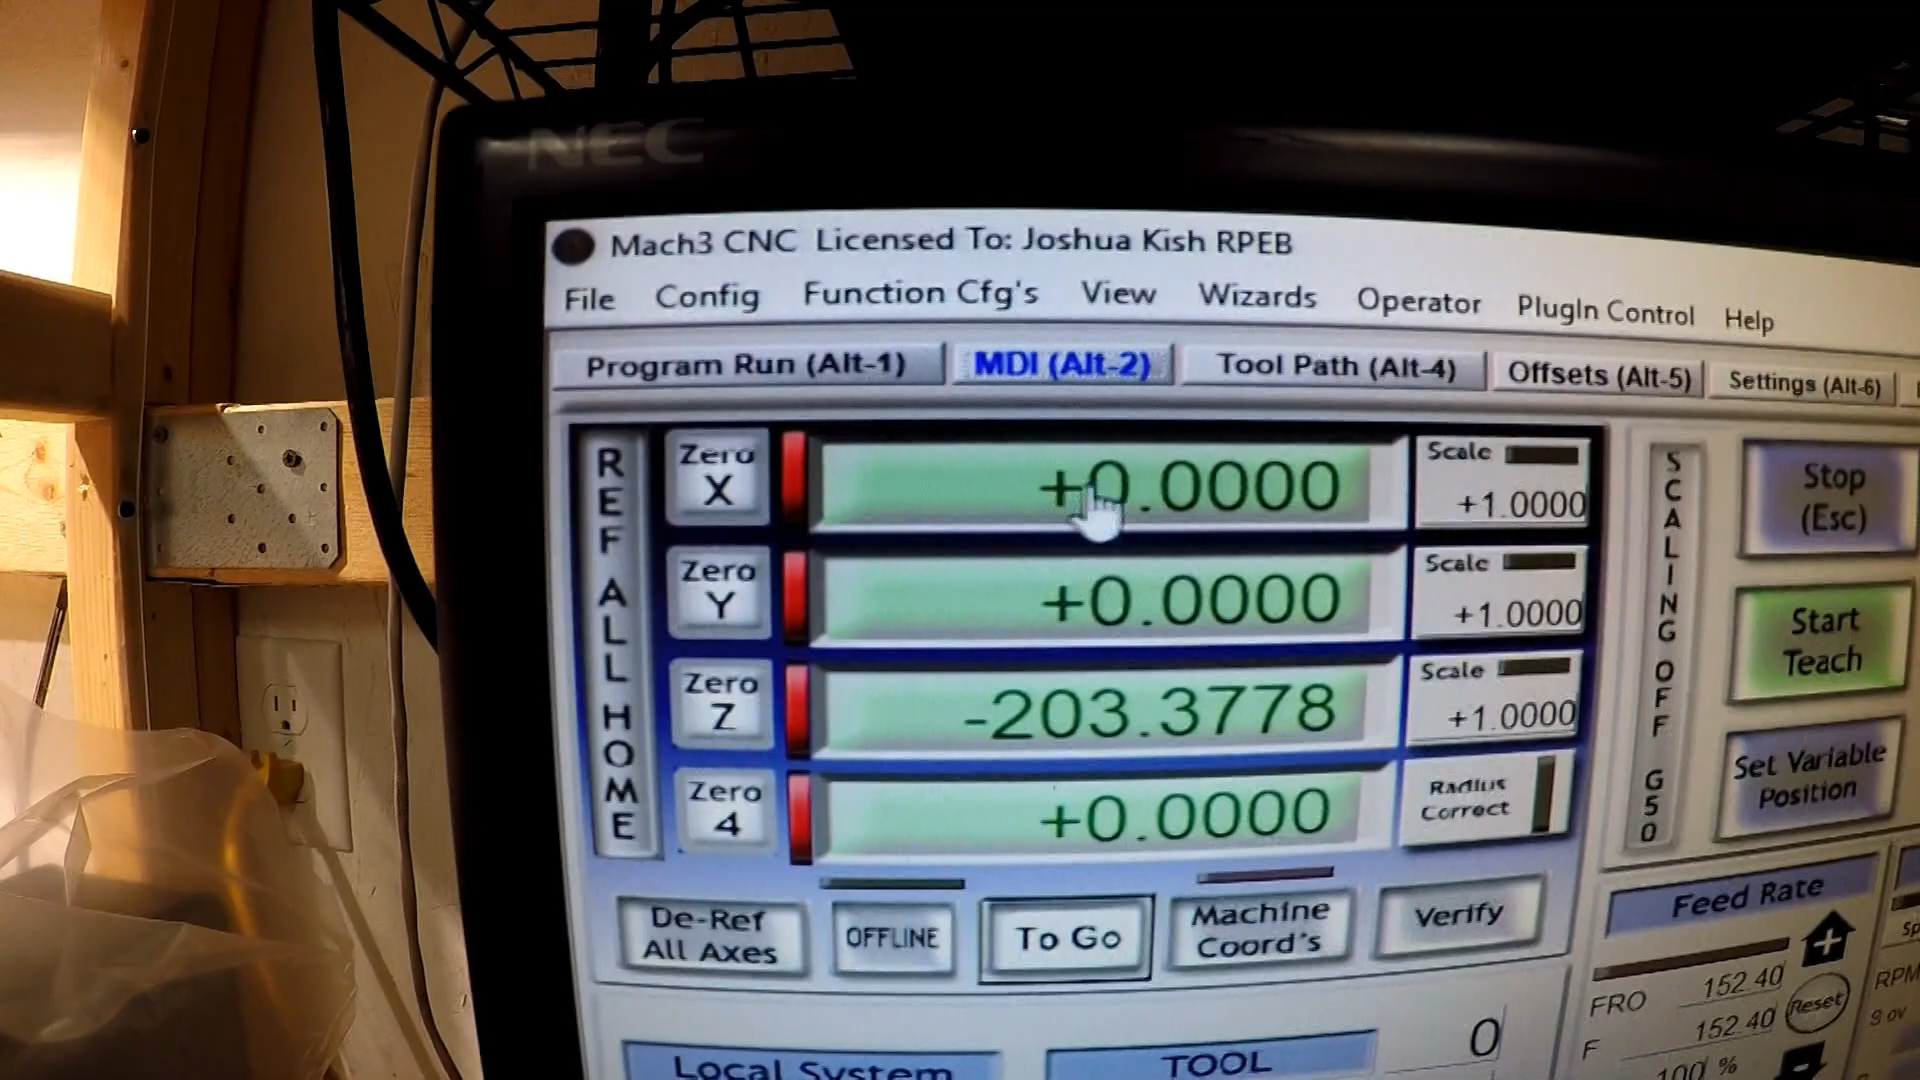 NEC
Mach3 CNC Licensed To: Joshua Kish RPEB
File Config Function Cfg's View Wizards Operator PlugIn Control Help
Program Run (Alt-1) MDI (Alt-2) Tool Path (Alt-4) Offsets (Alt-5) Settings (Alt-6)
REF ALL HOME
Zero X
+0.0000
Scale
+1.0000
Zero Y
+0.0000
Scale
+1.0000
Zero Z
-203.3778
Scale
+1.0000
Zero 4
+0.0000
Radius
Correct
SCALING OFF G50
Stop
(Esc)
Start
Teach
Set Variable
Position
De-Ref
All Axes
OFFLINE
To Go
Machine
Coord's
Verify
Feed Rate
FRO 152.40
Reset
F 152.40
100 %
RPM
S ov
Local System
TOOL
0